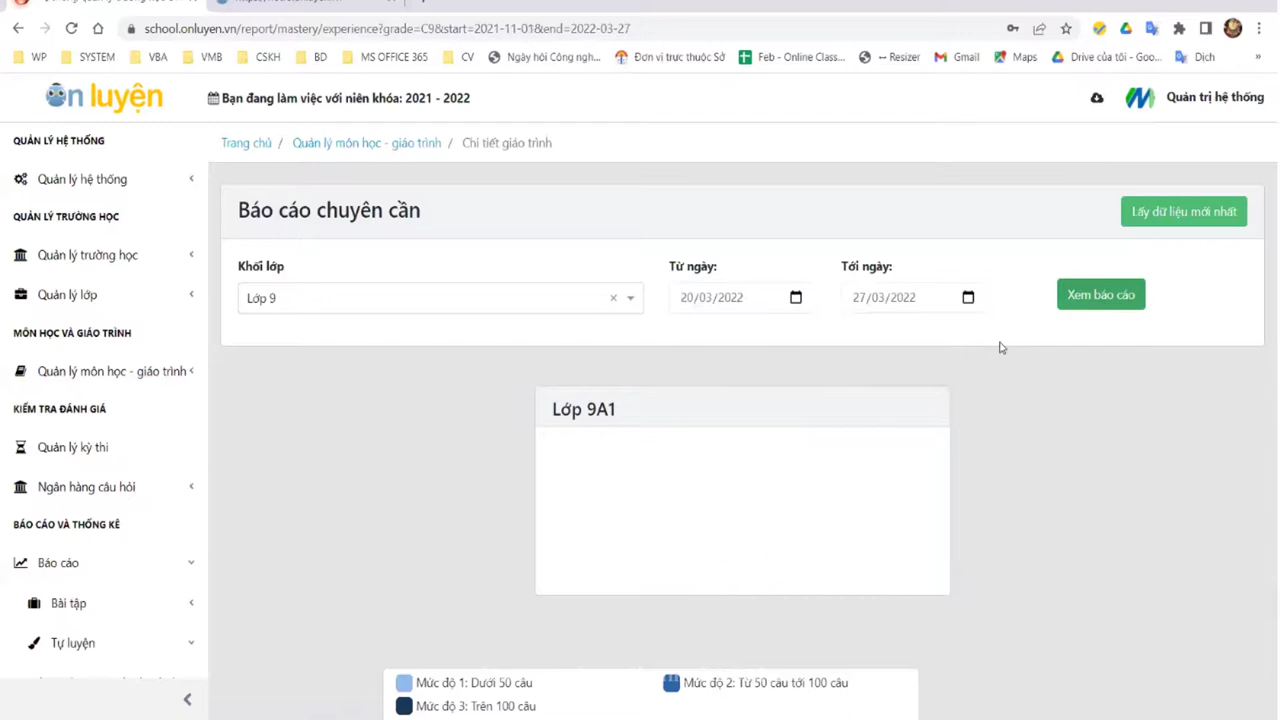 school.onluyen.vn/report/mastery/experience?grade=C9&start=2021-11-01&end=2022-03-27
WP SYSTEM VBA VMB CSKH BD MS OFFICE 365 CV Ngày hội Công ngh... Đơn vị trực thuộc Sở Feb - Online Class... -- Resizer Gmail Maps Drive của tôi - Goo... Dịch »
ôn luyện
Bạn đang làm việc với niên khóa: 2021 - 2022
Quản trị hệ thống
QUẢN LÝ HỆ THỐNG
Quản lý hệ thống
QUẢN LÝ TRƯỜNG HỌC
Quản lý trường học
Quản lý lớp
MÔN HỌC VÀ GIÁO TRÌNH
Quản lý môn học - giáo trình
KIỂM TRA ĐÁNH GIÁ
Quản lý kỳ thi
Ngân hàng câu hỏi
BÁO CÁO VÀ THỐNG KÊ
Báo cáo
Bài tập
Tự luyện
Trang chủ / Quản lý môn học - giáo trình / Chi tiết giáo trình
Báo cáo chuyên cần
Lấy dữ liệu mới nhất
Khối lớp
Từ ngày:
Tới ngày:
Lớp 9
20/03/2022
27/03/2022
Xem báo cáo
Lớp 9A1
Mức độ 1: Dưới 50 câu
Mức độ 2: Từ 50 câu tới 100 câu
Mức độ 3: Trên 100 câu